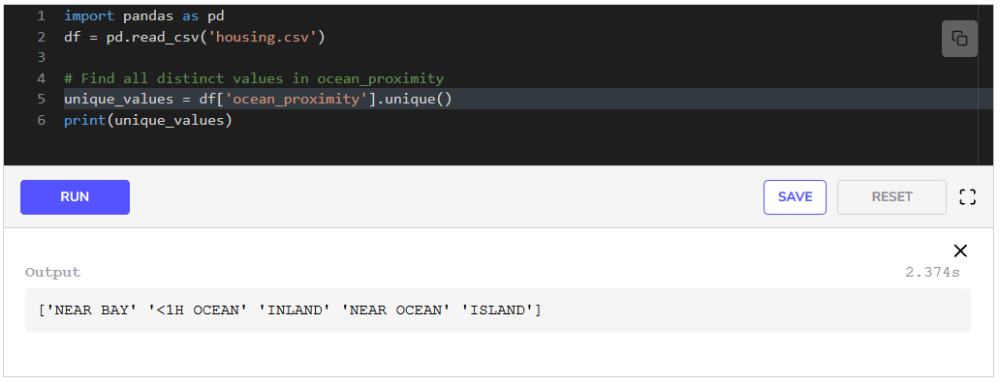 1 import pandas as pd
2 df = pd.read_csv('housing.csv')
3
4 # Find all distinct values in ocean_proximity
5 unique_values = df['ocean_proximity'].unique()
6 print(unique_values)
RUN SAVE RESET
Output 2.374s
['NEAR BAY' '<1H OCEAN' 'INLAND' 'NEAR OCEAN' 'ISLAND']